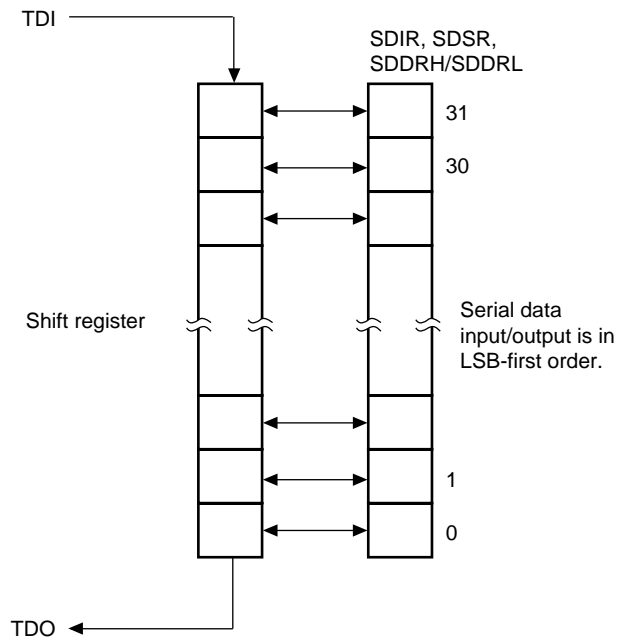 TDI
SDIR, SDSR,
SDDRH/SDDRL
31
30
Shift register
Serial data
input/output is in
LSB-first order.
1
0
TDO